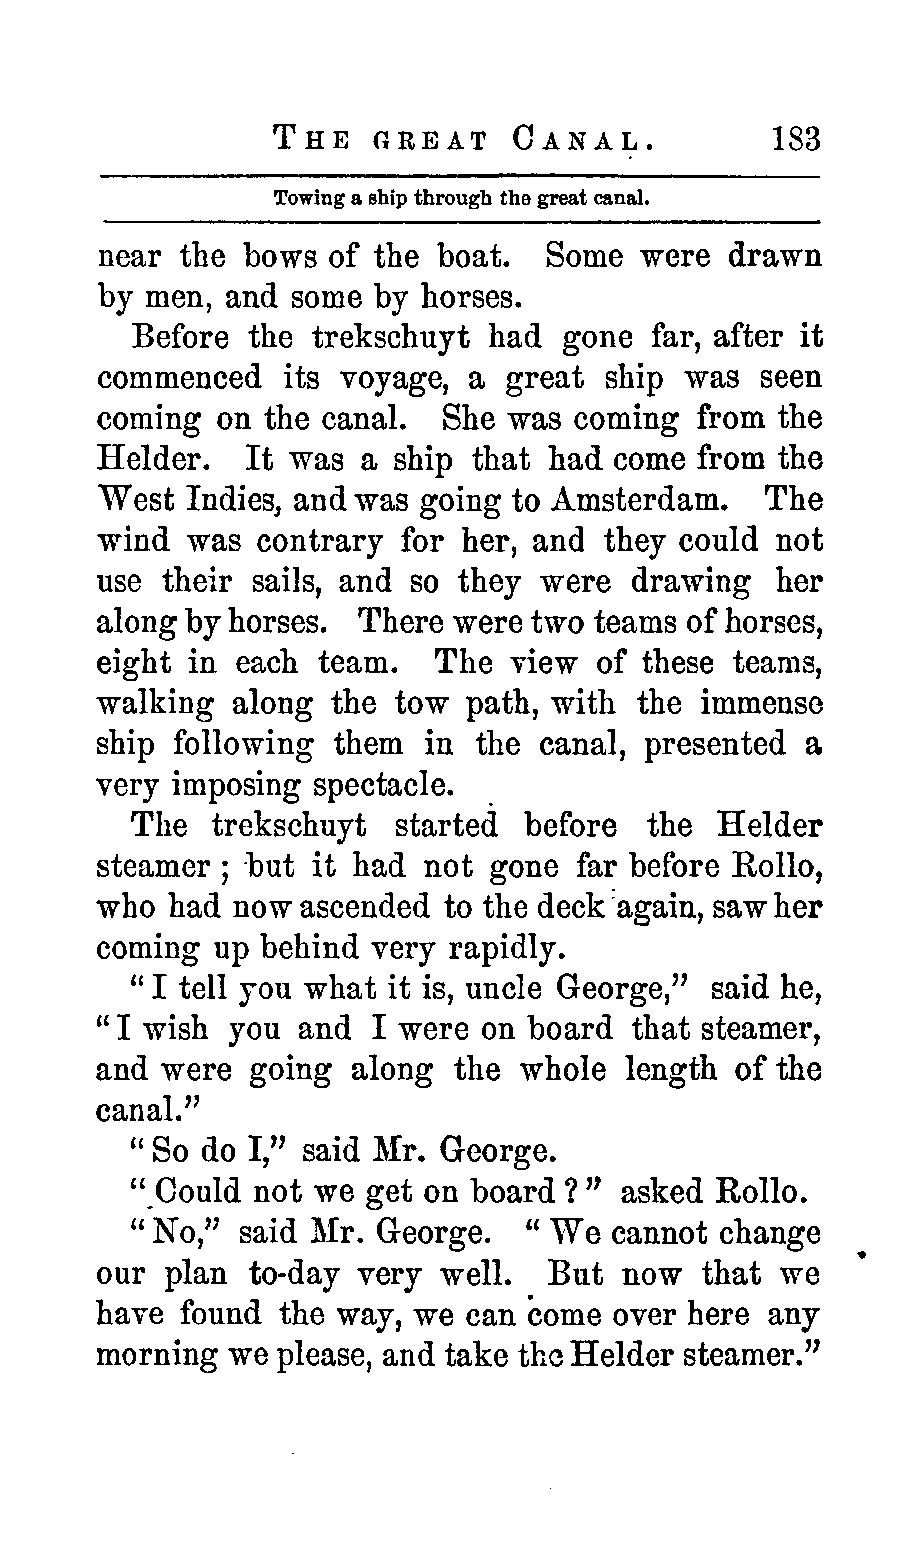 THE GREAT CANAL. 183
Towing a ship through the great canal.
near the bows of the boat. Some were drawn
by men, and some by horses.
Before the trekschuyt had gone far, after it
commenced its voyage, a great ship was seen
coming on the canal. She was coming from the
Helder. It was a ship that had come from the
West Indies, and was going to Amsterdam. The
wind was contrary for her, and they could not
use their sails, and so they were drawing her
along by horses. There were two teams of horses,
eight in each team. The view of these teams,
walking along the tow path, with the immense
ship following them in the canal, presented a
very imposing spectacle.
The trekschuyt started before the Helder
steamer; but it had not gone far before Rollo,
who had now ascended to the deck again, saw her
coming up behind very rapidly.
"I tell you what it is, uncle George," said he,
"I wish you and I were on board that steamer,
and were going along the whole length of the
canal."
"So do I," said Mr. George.
"Could not we get on board?" asked Rollo.
"No," said Mr. George. "We cannot change
our plan to-day very well. But now that we
have found the way, we can come over here any
morning we please, and take the Helder steamer."